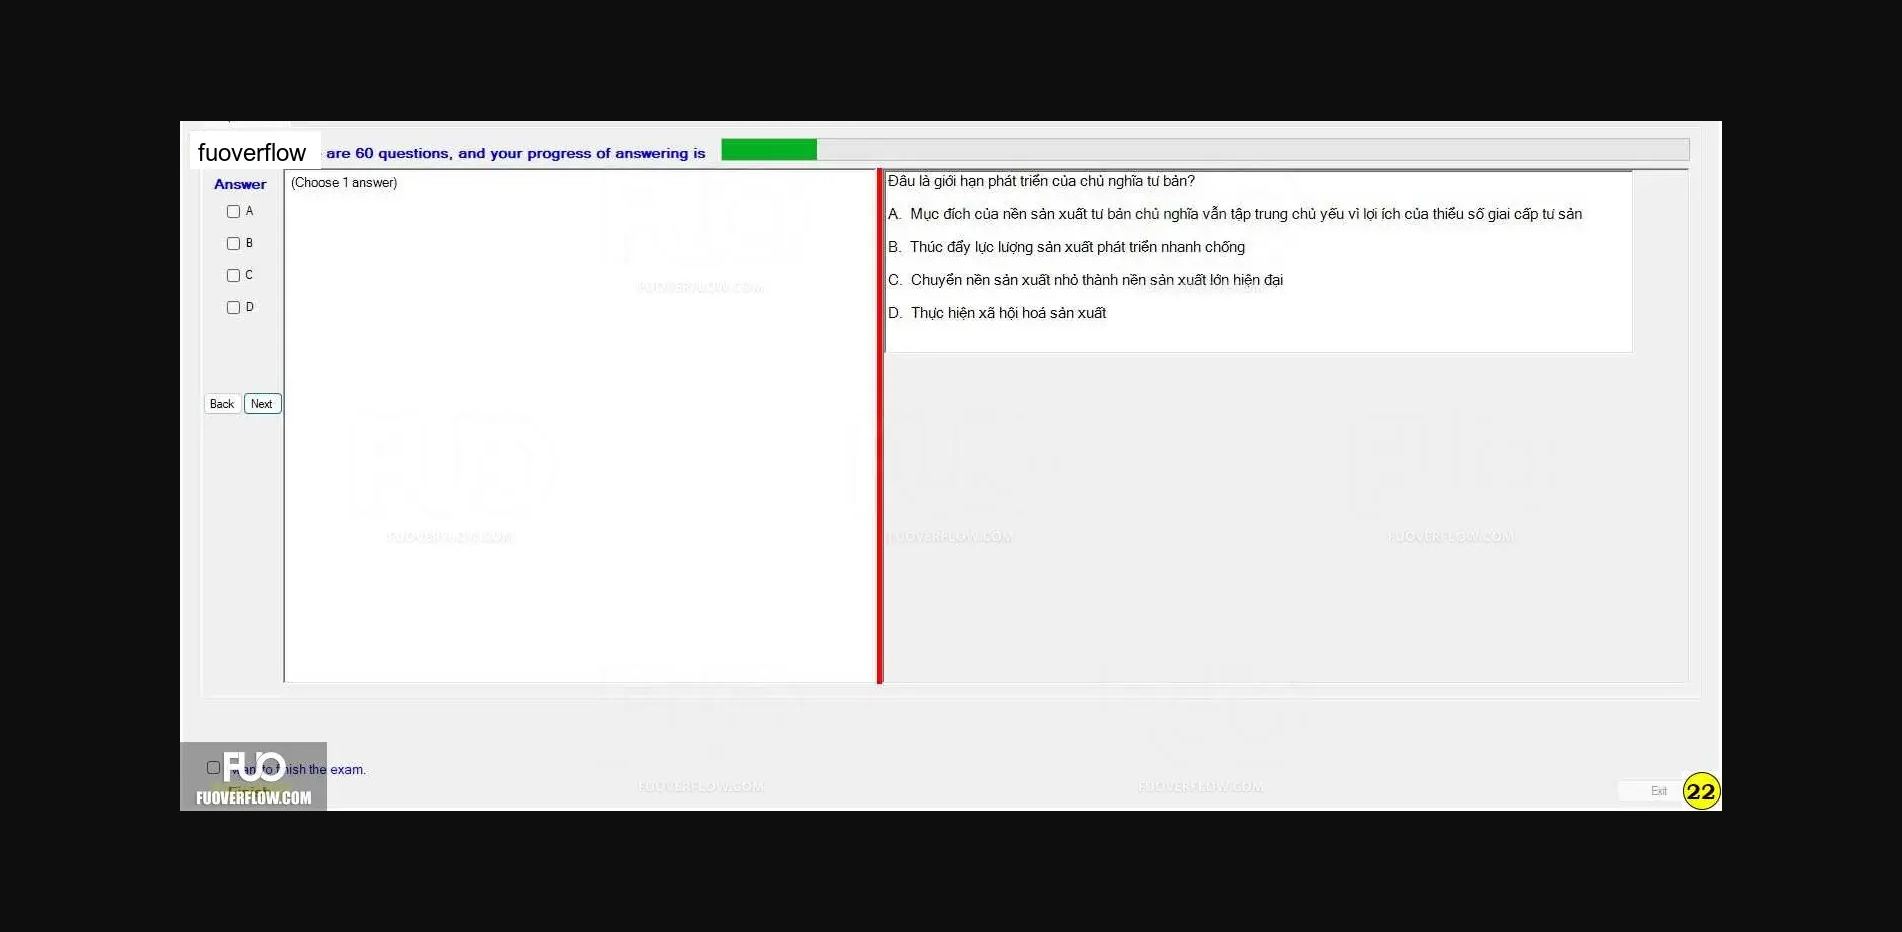 fuoverflow are 60 questions, and your progress of answering is
Answer
A
B
C
D
Back Next
(Choose 1 answer)
Đâu là giới hạn phát triển của chủ nghĩa tư bản?
A. Mục đích của nền sản xuất tư bản chủ nghĩa vẫn tập trung chủ yếu vì lợi ích của thiểu số giai cấp tư sản
B. Thúc đẩy lực lượng sản xuất phát triển nhanh chống
C. Chuyển nền sản xuất nhỏ thành nền sản xuất lớn hiện đại
D. Thực hiện xã hội hoá sản xuất
FUOVERFLOW.COM
FUOVERFLOW.COM
FUOVERFLOW.COM
FUOVERFLOW.COM
FUO
want to finish the exam.
Finish
FUOVERFLOW.COM
FUOVERFLOW.COM
FUOVERFLOW.COM
Exit
22